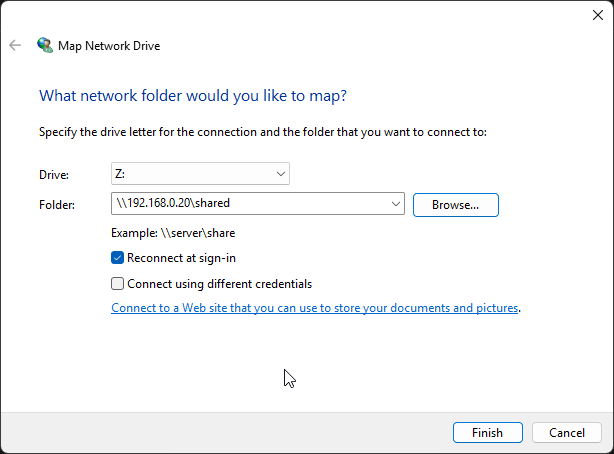 Map Network Drive
What network folder would you like to map?
Specify the drive letter for the connection and the folder that you want to connect to:
Drive: Z:
Folder: \\192.168.0.20\shared Browse...
Example: \\server\share
Reconnect at sign-in
Connect using different credentials
Connect to a Web site that you can use to store your documents and pictures.
Finish Cancel